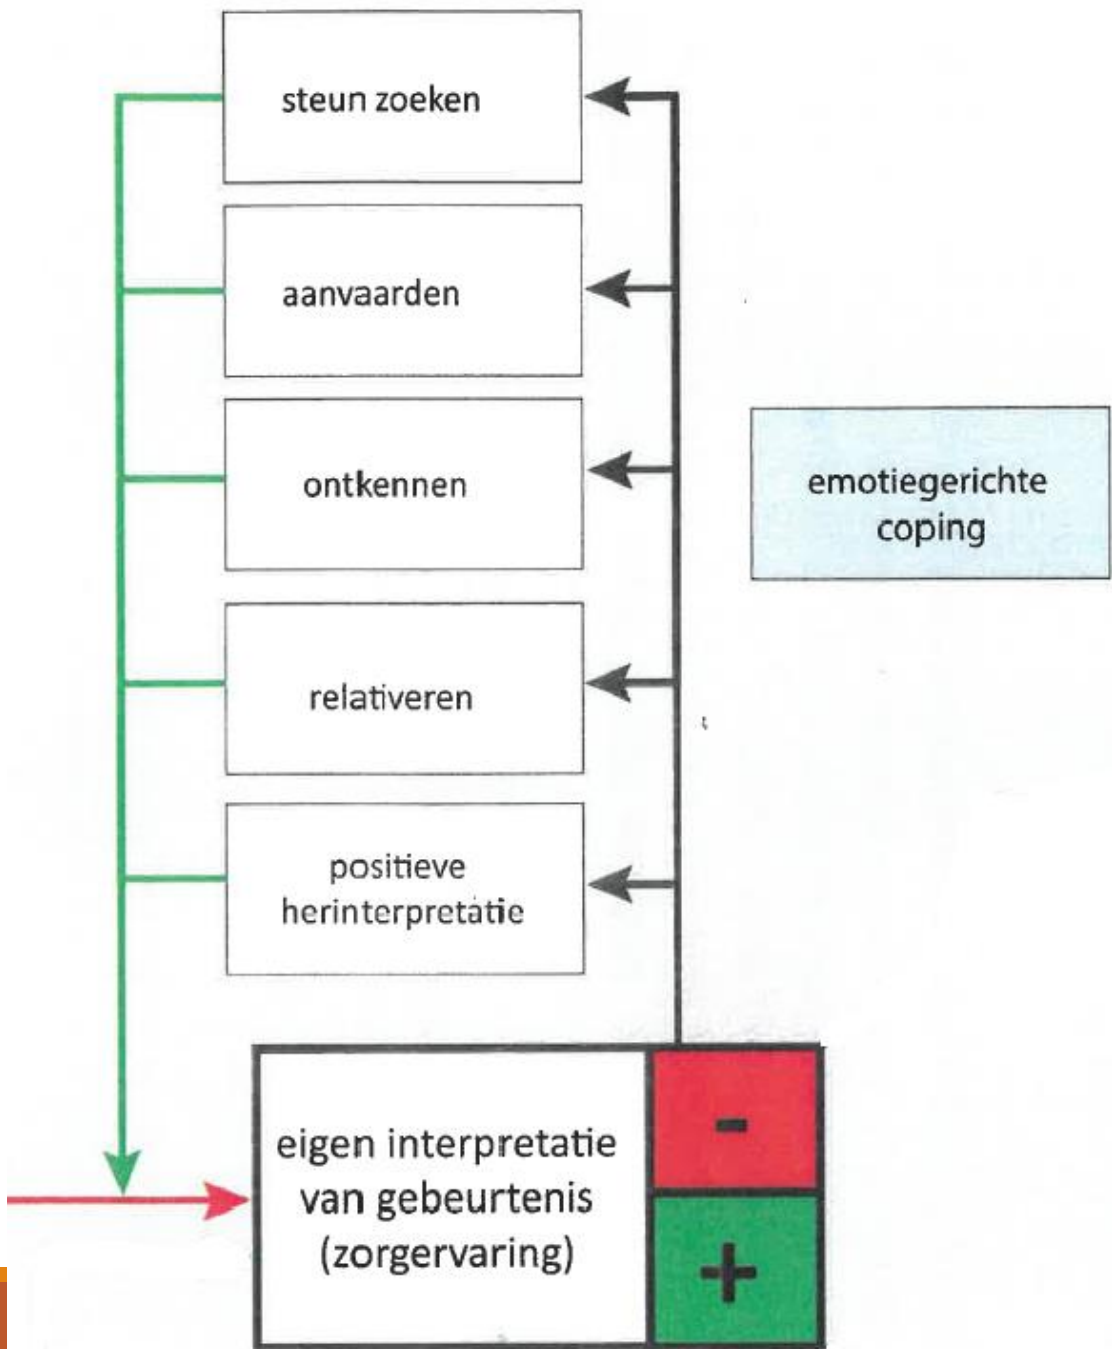 steun zoeken
aanvaarden
ontkennen
emotiegerichte
coping
relativeren
positieve
herinterpretatie
eigen interpretatie
van gebeurtenis
(zorgervaring)
-
+